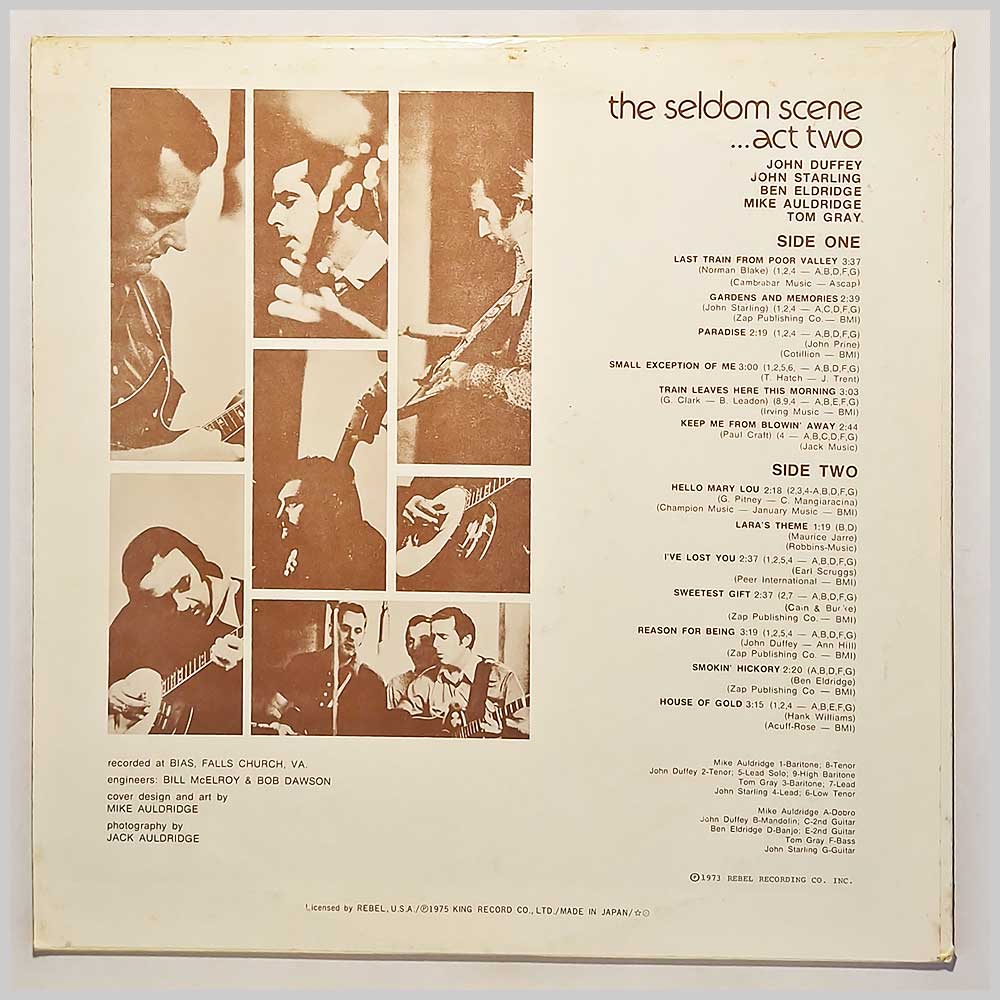 the seldom scene
...act two
JOHN DUFFEY
JOHN STARLING
BEN ELDRIDGE
MIKE AULDRIDGE
TOM GRAY
SIDE ONE
LAST TRAIN FROM POOR VALLEY 3:37
(Norman Blake) (1,2,4 — A,B,D,F,G)
(Cambrabar Music — Ascap)
GARDENS AND MEMORIES 2:39
(John Starling) (1,2,4 — A,C,D,F,G)
(Zap Publishing Co. — BMI)
PARADISE 2:19 (1,2,4 — A,B,D,F,G)
(John Prine)
(Cotillion — BMI)
SMALL EXCEPTION OF ME 3:00 (1,2,5,6, — A,B,D,F,G)
(T. Hatch — J. Trent)
TRAIN LEAVES HERE THIS MORNING 3:03
(G. Clark — B. Leadon) (8,9,4 — A,B,E,F,G)
(Irving Music — BMI)
KEEP ME FROM BLOWIN' AWAY 2:44
(Paul Craft) (4 — A,B,C,D,F,G)
(Jack Music)
SIDE TWO
HELLO MARY LOU 2:18 (2,3,4-A,B,D,F,G)
(G. Pitney — C. Mangiaracina)
(Champion Music — January Music — BMI)
LARA'S THEME 1:19 (B,D)
(Maurice Jarre)
(Robbins-Music)
I'VE LOST YOU 2:37 (1,2,5,4 — A,B,D,F,G)
(Earl Scruggs)
(Peer International — BMI)
SWEETEST GIFT 2:37 (2,7 — A,B,D,F,G)
(Cain & Burke)
(Zap Publishing Co. — BMI)
REASON FOR BEING 3:19 (1,2,5,4 — A,B,D,F,G)
(John Duffey — Ann Hill)
(Zap Publishing Co. — BMI)
SMOKIN' HICKORY 2:20 (A,B,D,F,G)
(Ben Eldridge)
(Zap Publishing Co — BMI)
HOUSE OF GOLD 3:15 (1,2,4 — A,B,E,F,G)
(Hank Williams)
(Acuff-Rose — BMI)
Mike Auldridge 1-Baritone; 8-Tenor
John Duffey 2-Tenor; 5-Lead Solo; 9-High Baritone
Tom Gray 3-Baritone; 7-Lead
John Starling 4-Lead; 6-Low Tenor
Mike Auldridge A-Dobro
John Duffey B-Mandolin; C-2nd Guitar
Ben Eldridge D-Banjo; E-2nd Guitar
Tom Gray F-Bass
John Starling G-Guitar
recorded at BIAS, FALLS CHURCH, VA.
engineers: BILL McELROY & BOB DAWSON
cover design and art by
MIKE AULDRIDGE
photography by
JACK AULDRIDGE
℗1973 REBEL RECORDING CO. INC.
Licensed by REBEL, U.S.A./℗1975 KING RECORD CO., LTD./MADE IN JAPAN/☆